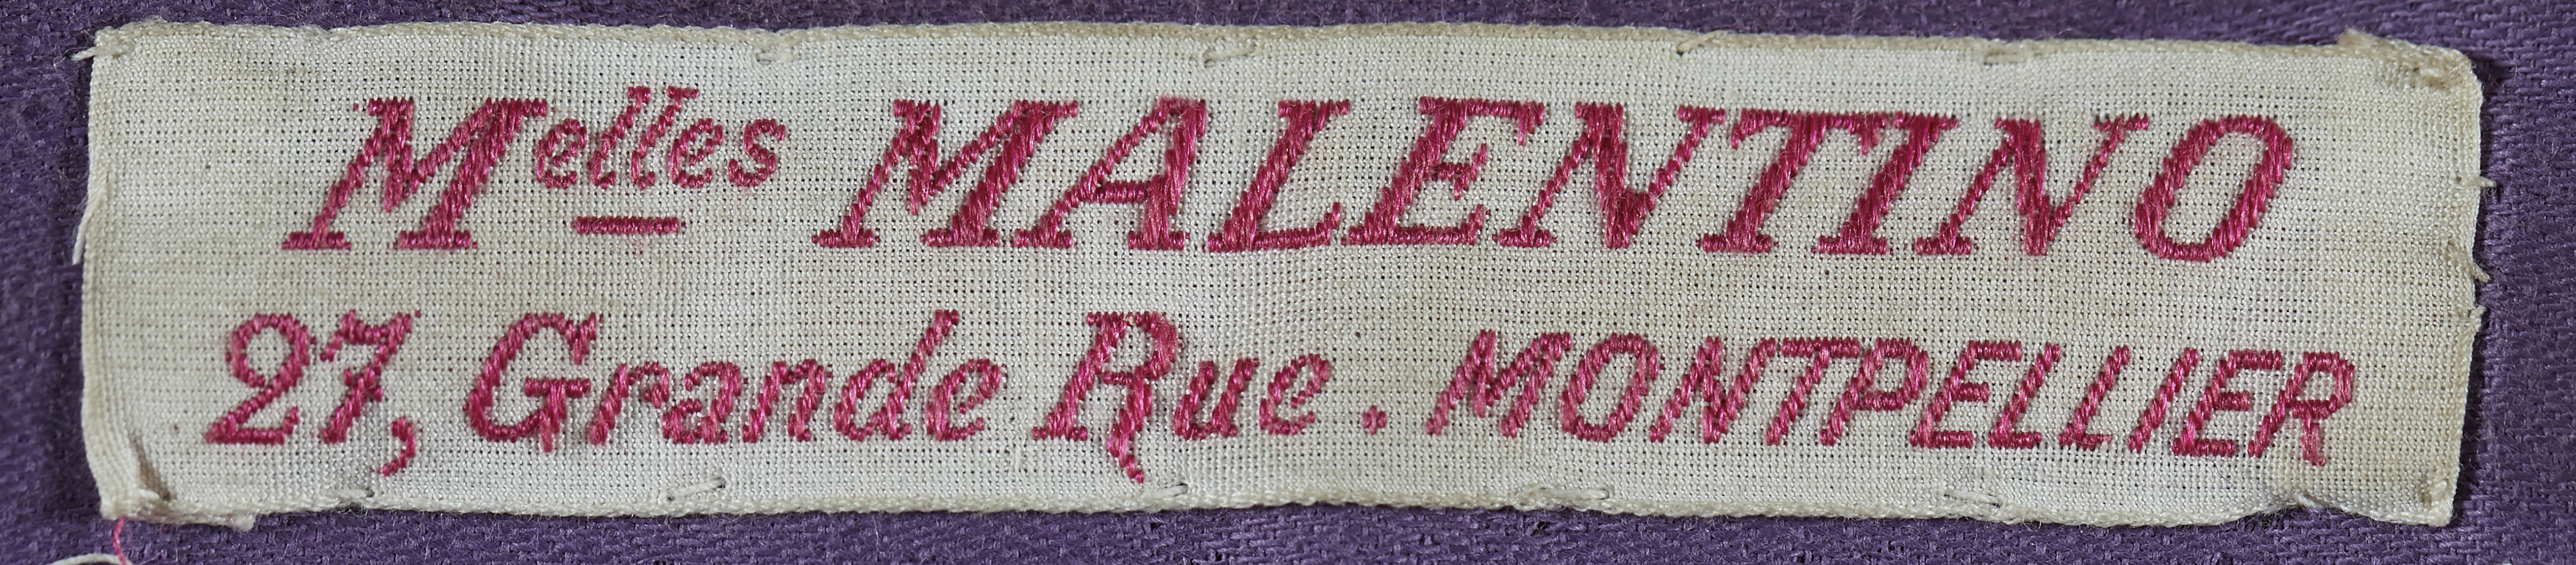 Melles MALENTINO
27, Grande Rue. MONTPELLIER